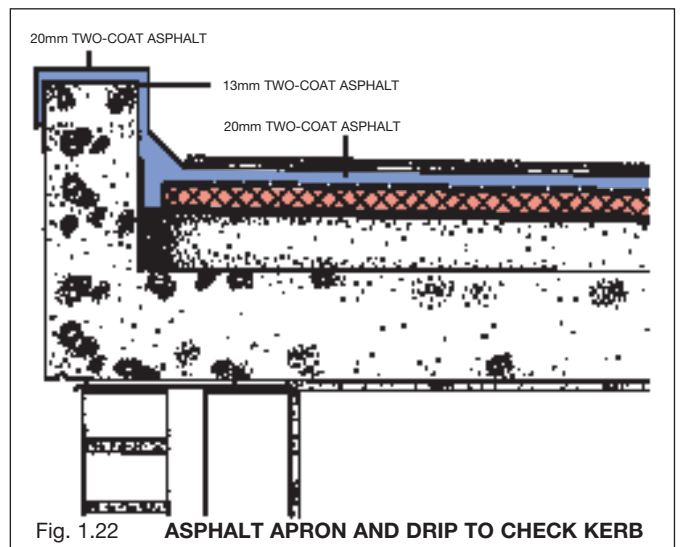 20mm TWO-COAT ASPHALT
13mm TWO-COAT ASPHALT
20mm TWO-COAT ASPHALT
Fig. 1.22 ASPHALT APRON AND DRIP TO CHECK KERB